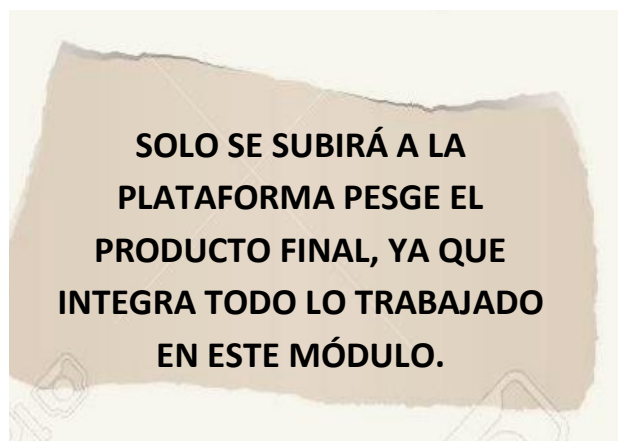 SOLO SE SUBIRÁ A LA
PLATAFORMA PESGE EL
PRODUCTO FINAL, YA QUE
INTEGRA TODO LO TRABAJADO
EN ESTE MÓDULO.